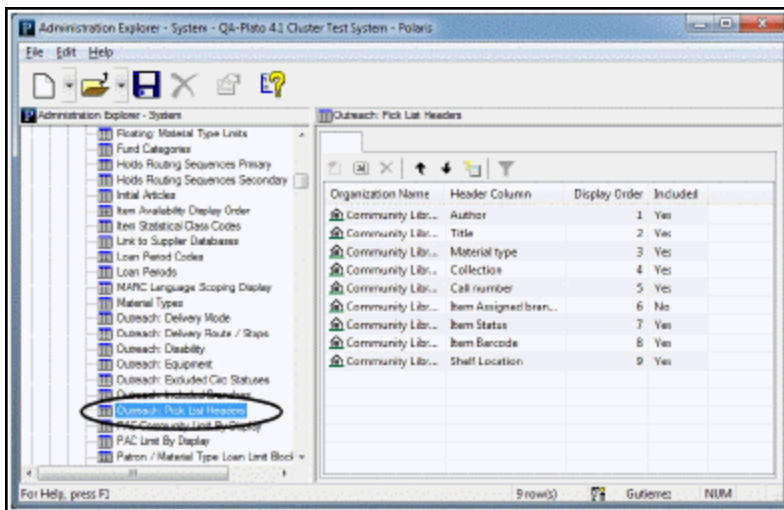 Administration Explorer - System - QA-Plato 4.1 Cluster Test System - Polaris
File Edit Help
Administration Explorer - System
Floating: Material Type Limits
Fund Categories
Holds Routing Sequences Primary
Holds Routing Sequences Secondary
Initial Articles
Item Availability Display Order
Item Statistical Class Codes
Link to Supplier Databases
Loan Period Codes
Loan Periods
MARC Language Scoping Display
Material Types
Outreach: Delivery Mode
Outreach: Delivery Route / Stops
Outreach: Disability
Outreach: Equipment
Outreach: Excluded Circ Statuses
Outreach: Included Branches
Outreach: Pick List Headers
PAC Community Limit By Display
PAC Limit By Display
Patron / Material Type Loan Limit Block
Outreach: Pick List Headers
Organization Name Header Column Display Order Included
Community Libr... Author 1 Yes
Community Libr... Title 2 Yes
Community Libr... Material type 3 Yes
Community Libr... Collection 4 Yes
Community Libr... Call number 5 Yes
Community Libr... Item Assigned bran... 6 No
Community Libr... Item Status 7 Yes
Community Libr... Item Barcode 8 Yes
Community Libr... Shelf Location 9 Yes
For Help, press F1 9 row(s) Gutierrez NUM